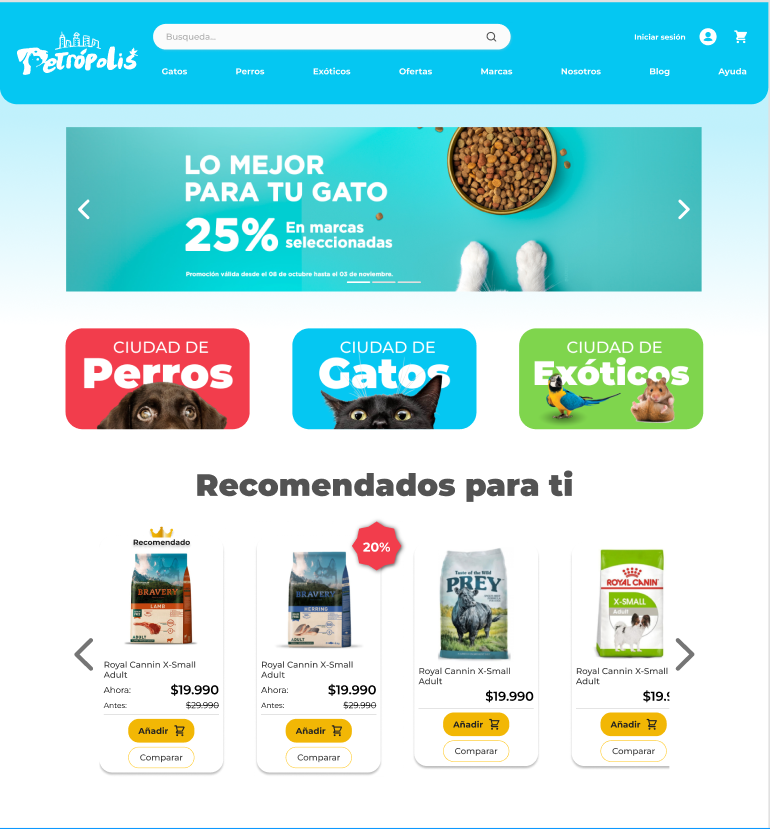 Petrópolis
Busqueda...
Iniciar sesión
Gatos Perros Exóticos Ofertas Marcas Nosotros Blog Ayuda
LO MEJOR
PARA TU GATO
25% En marcas
seleccionadas
Promoción válida desde el 08 de octubre hasta el 03 de noviembre.
CIUDAD DE
Perros
CIUDAD DE
Gatos
CIUDAD DE
Exóticos
Recomendados para ti
Recomendado
BRAVERY
LAMB
ADULT
Royal Cannin X-Small
Adult
Ahora: $19.990
Antes: $29.990
Añadir
Comparar
20%
BRAVERY
HERRING
ADULT
Royal Cannin X-Small
Adult
Ahora: $19.990
Antes: $29.990
Añadir
Comparar
Taste of the Wild
PREY
Royal Cannin X-Small
Adult
$19.990
Añadir
Comparar
ROYAL CANIN
X-SMALL
Adult
Royal Cannin X-Small
Adult
$19.9
Añadir
Comparar